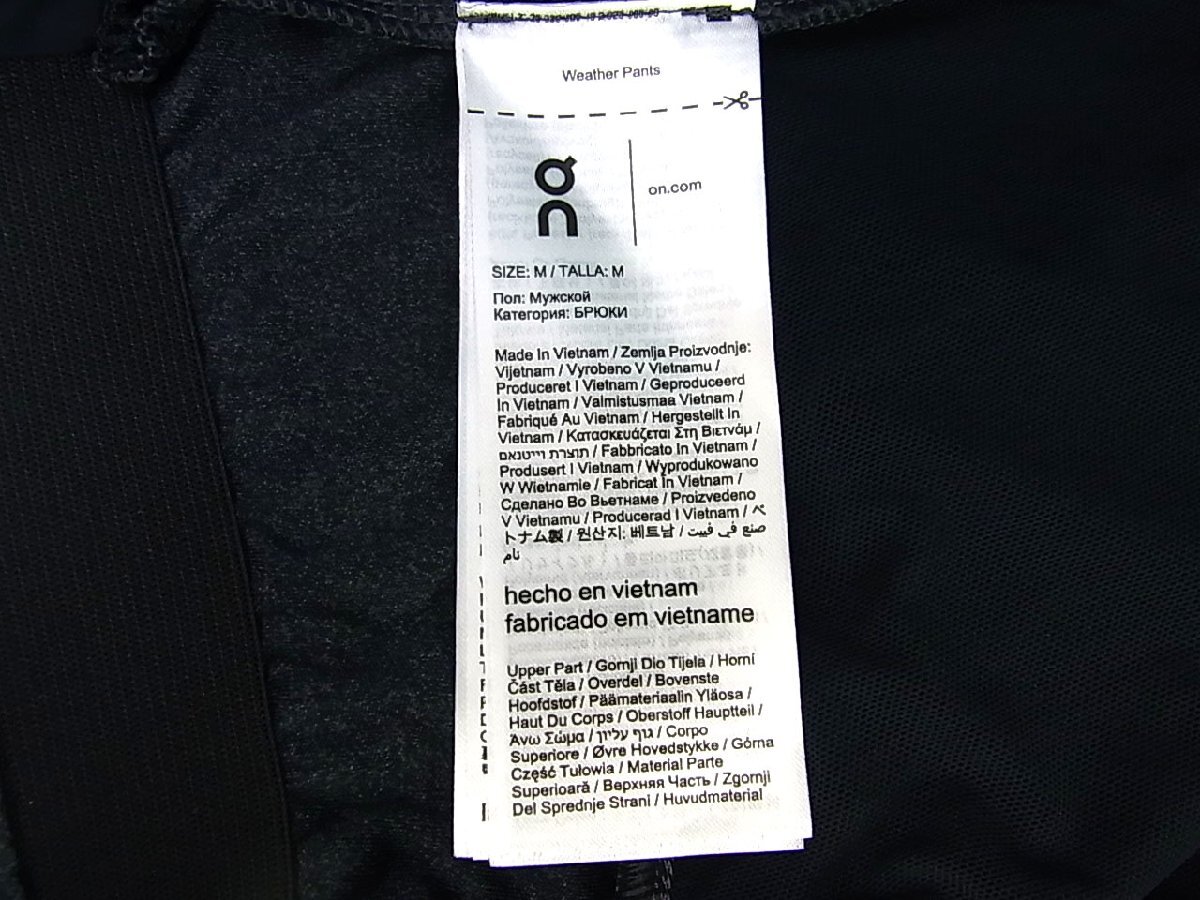 Weather Pants
on
on.com
SIZE: M / TALLA: M
Пол: Мужской
Категория: БРЮКИ
Made In Vietnam / Zemlja Proizvodnje:
Vijetnam / Vyrobeno V Vietnamu /
Produceret I Vietnam / Geproduceerd
In Vietnam / Valmistusmaa Vietnam /
Fabriqué Au Vietnam / Hergestellt In
Vietnam / Κατασκευάζεται Στη Βιετνάμ /
תוצרת וייטנאם / Fabbricato In Vietnam /
Produsert I Vietnam / Wyprodukowano
W Wietnamie / Fabricat În Vietnam /
Сделано Во Вьетнаме / Proizvedeno
V Vietnamu / Producerad I Vietnam / ベ
トナム製 / 원산지: 베트남 / صنع في فييت
نام
hecho en vietnam
fabricado em vietname
Upper Part / Gornji Dio Tijela / Horní
Část Těla / Overdel / Bovenste
Hoofdstof / Päämateriaalin Yläosa /
Haut Du Corps / Oberstoff Hauptteil /
Άνω Σώμα / גוף עליון / Corpo
Superiore / Øvre Hovedstykke / Górna
Część Tułowia / Material Parte
Superioară / Верхняя Часть / Zgornji
Del Sprednje Strani / Huvudmaterial